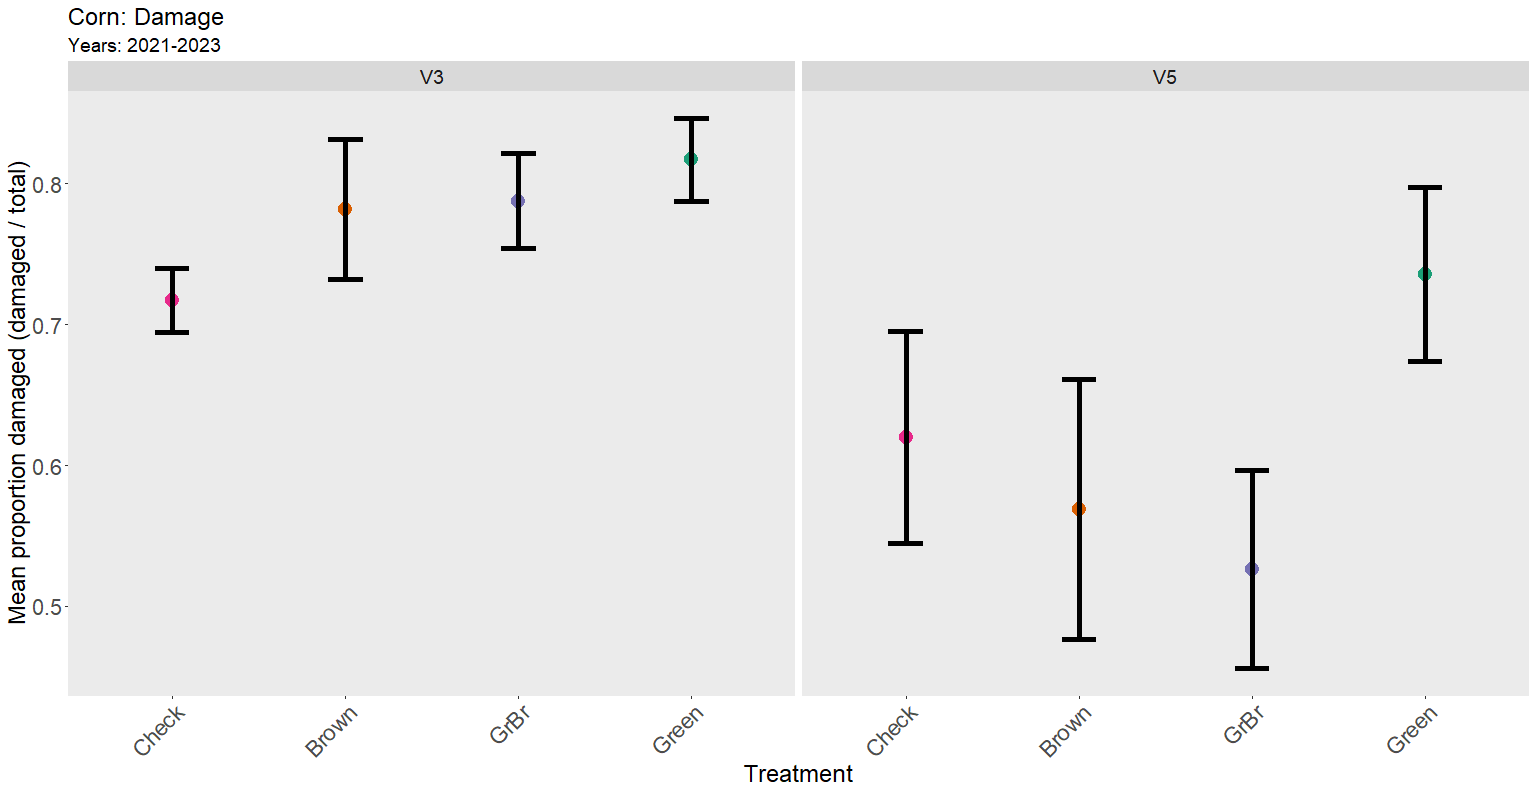 Corn: Damage
Years: 2021-2023
V3
V5
Mean proportion damaged (damaged / total)
0.8
0.7
0.6
0.5
Check
Brown
GrBr
Green
Check
Brown
GrBr
Green
Treatment